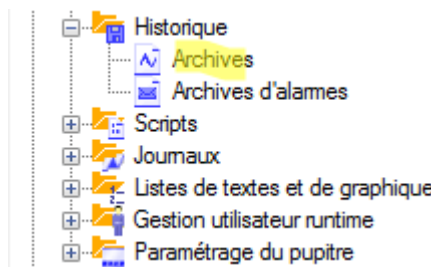 Historique
Archives
Archives d'alarmes
Scripts
Journaux
Listes de textes et de graphique
Gestion utilisateur runtime
Paramétrage du pupitre